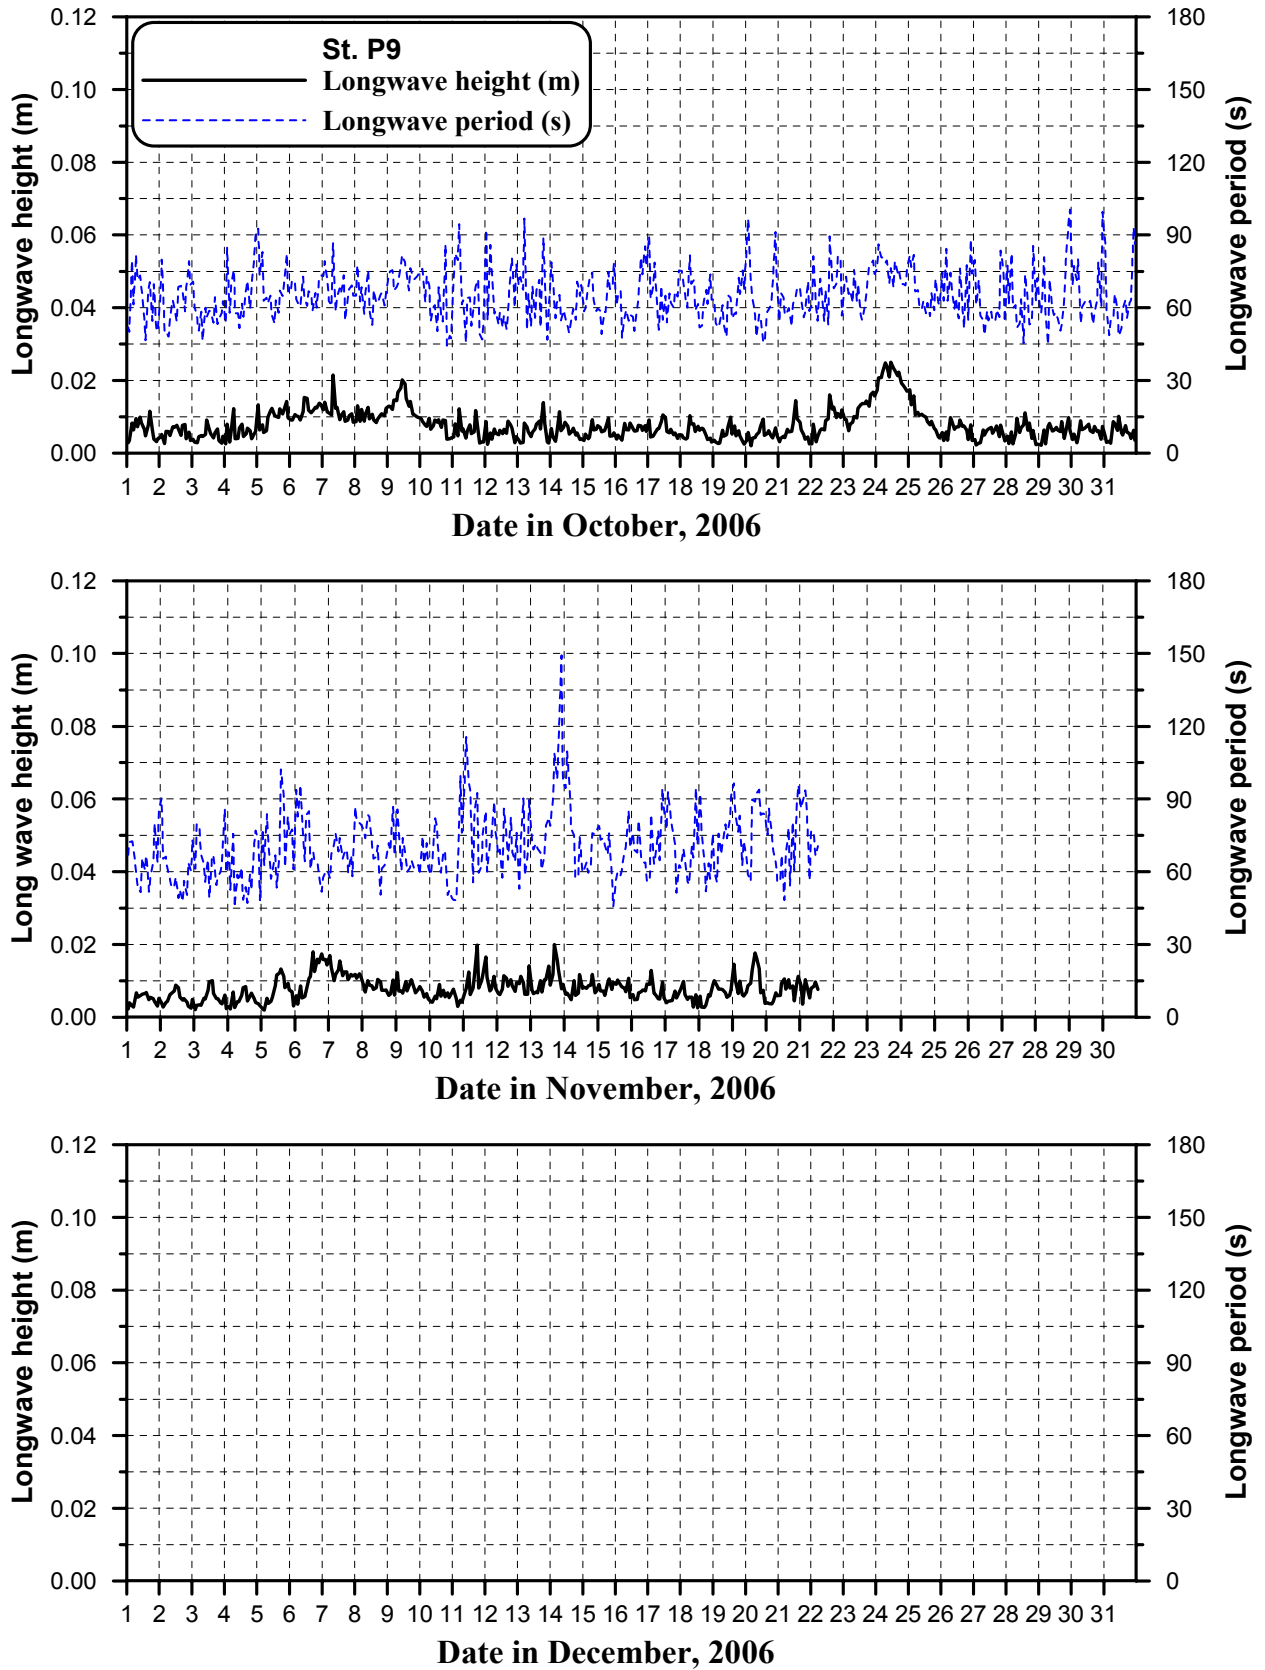 St. P9
Longwave height (m)
Longwave period (s)
Longwave height (m)
0.12
0.10
0.08
0.06
0.04
0.02
0.00
180
150
120
90
60
30
0
Longwave period (s)
1 2 3 4 5 6 7 8 9 10 11 12 13 14 15 16 17 18 19 20 21 22 23 24 25 26 27 28 29 30 31
Date in October, 2006
Long wave height (m)
0.12
0.10
0.08
0.06
0.04
0.02
0.00
180
150
120
90
60
30
0
Longwave period (s)
1 2 3 4 5 6 7 8 9 10 11 12 13 14 15 16 17 18 19 20 21 22 23 24 25 26 27 28 29 30
Date in November, 2006
Longwave height (m)
0.12
0.10
0.08
0.06
0.04
0.02
0.00
180
150
120
90
60
30
0
Longwave period (s)
1 2 3 4 5 6 7 8 9 10 11 12 13 14 15 16 17 18 19 20 21 22 23 24 25 26 27 28 29 30 31
Date in December, 2006